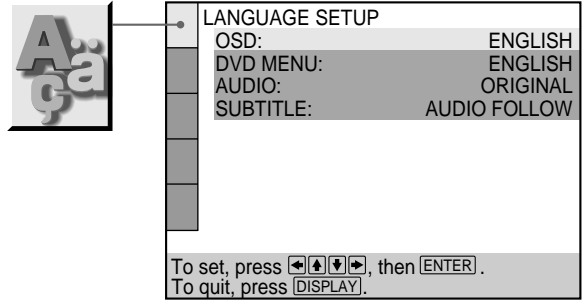 Aäç
LANGUAGE SETUP
OSD: ENGLISH
DVD MENU: ENGLISH
AUDIO: ORIGINAL
SUBTITLE: AUDIO FOLLOW
To set, press ←↑↓→, then ENTER.
To quit, press DISPLAY.